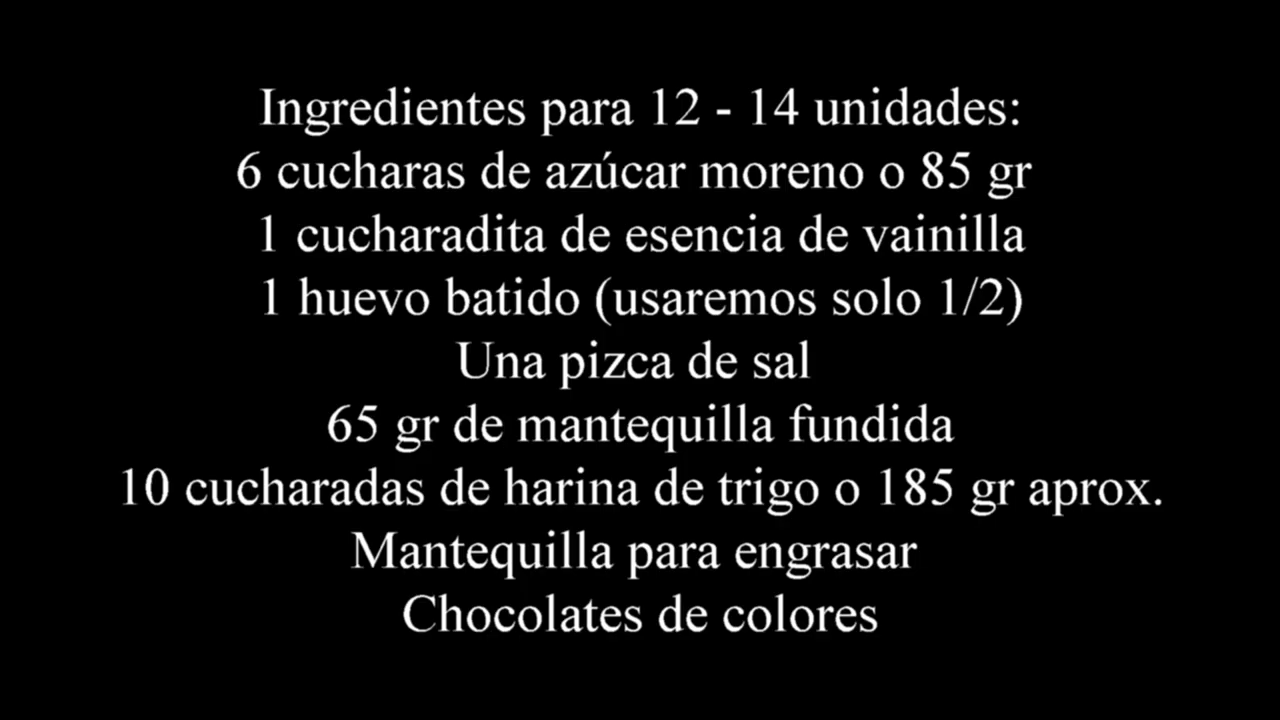 Ingredientes para 12 - 14 unidades:
6 cucharas de azúcar moreno o 85 gr
1 cucharadita de esencia de vainilla
1 huevo batido (usaremos solo 1/2)
Una pizca de sal
65 gr de mantequilla fundida
10 cucharadas de harina de trigo o 185 gr aprox.
Mantequilla para engrasar
Chocolates de colores